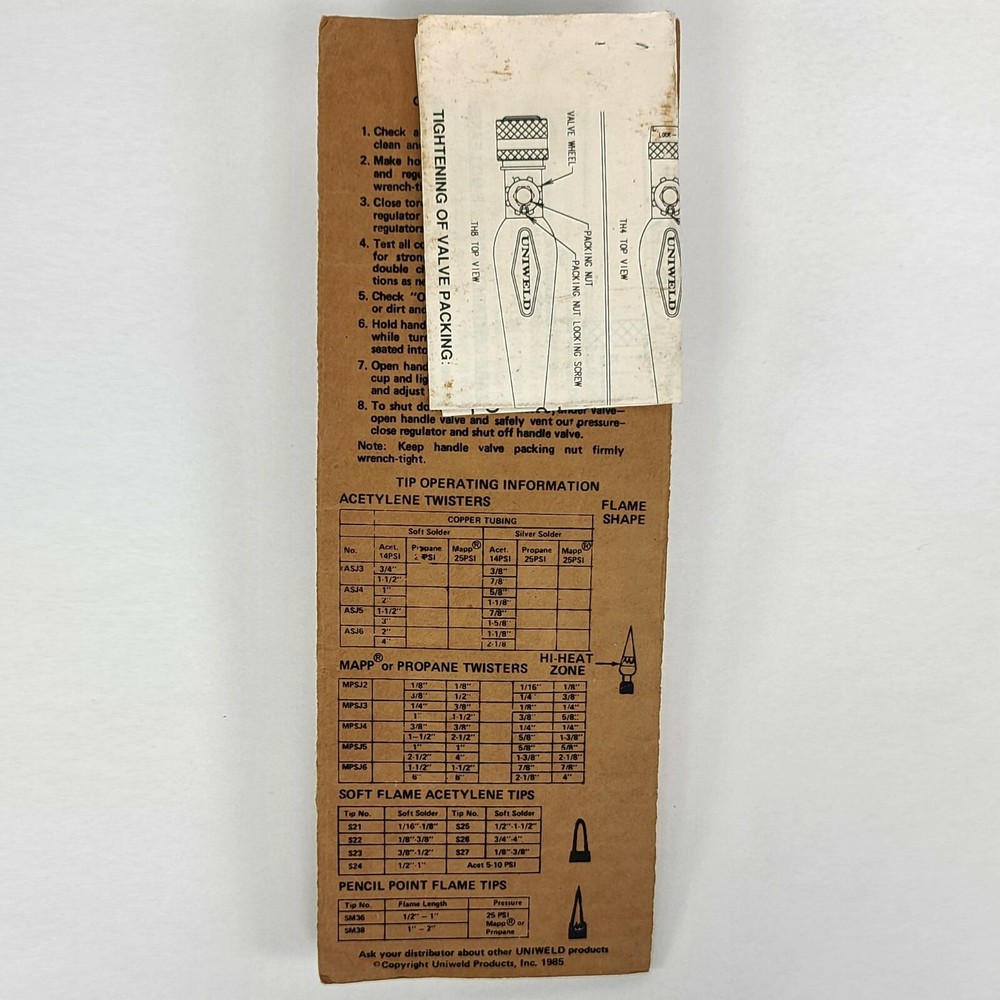 TIGHTENING OF VALVE PACKING:
VALVE WHEEL
UNIWELD
TH8 TOP VIEW
PACKING NUT
PACKING NUT LOCKING SCREW
TH4 TOP VIEW
UNIWELD
LOCK
1. Check
clean
2. Make
and
wrench-
3. Close
regulator
regulator
4. Test all
for
double
tions as
5. Check "O
or dirt and
6. Hold
while
seated
7. Open
cup and
and adjust
8. To shut
under valve—
open handle valve and safely vent out pressure—
close regulator and shut off handle valve.
Note: Keep handle valve packing nut firmly
wrench-tight.
TIP OPERATING INFORMATION
ACETYLENE TWISTERS
FLAME
SHAPE
COPPER TUBING
Soft Solder Silver Solder
No. Acet. 14PSI Propane PSI Mapp® 25PSI Acet. 14PSI Propane 25PSI Mapp® 25PSI
ASJ3 3/4" 3/8"
1-1/2" 7/8"
ASJ4 1" 5/8"
2" 1-1/8"
ASJ5 1-1/2" 7/8"
3" 1-5/8"
ASJ6 2" 1-1/8"
4" 2-1/8
MAPP® or PROPANE TWISTERS
HI-HEAT
ZONE
MPSJ2 1/8" 1/8" 1/16" 1/8"
3/8" 1/2" 1/4 3/8"
MPSJ3 1/4" 3/8" 1/8" 1/4"
1" 1-1/2" 3/8" 5/8"
MPSJ4 3/8" 3/8" 1/4" 1/4"
1-1/2" 2-1/2" 5/8" 1-3/8"
MPSJ5 1" 1" 5/8" 5/8"
2-1/2" 4" 1-3/8" 2-1/8"
MPSJ6 1-1/2" 1-1/2" 7/8" 7/8"
6" 6" 2-1/8" 4"
SOFT FLAME ACETYLENE TIPS
Tip No. Soft Solder Tip No. Soft Solder
S21 1/16"-1/8" S25 1/2"-1-1/2"
S22 1/8"-3/8" S26 3/4"-4"
S23 3/8"-1/2" S27 1/8"-3/8"
S24 1/2"-1" Acet 5-10 PSI
PENCIL POINT FLAME TIPS
Tip No. Flame Length Pressure
SM36 1/2" – 1" 25 PSI
Mapp® or
SM38 1" – 2" Propane
Ask your distributor about other UNIWELD products
©Copyright Uniweld Products, Inc. 1985